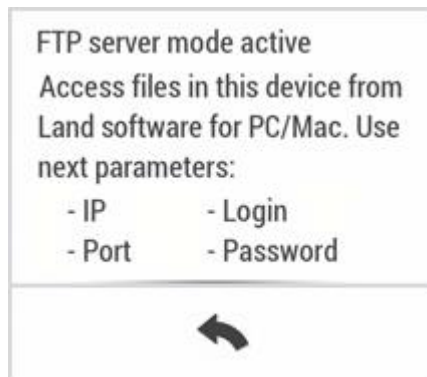 FTP server mode active
Access files in this device from
Land software for PC/Mac. Use
next parameters:
- IP - Login
- Port - Password